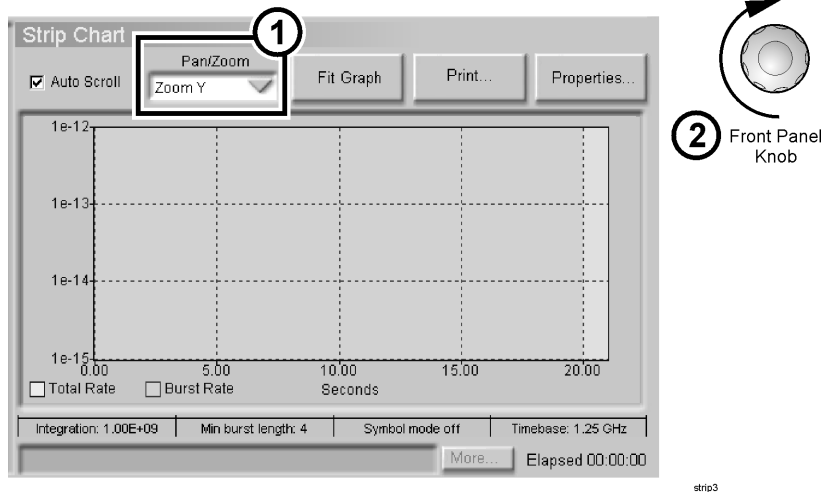 Strip Chart
1
Auto Scroll
Pan/Zoom
Zoom Y
Fit Graph
Print...
Properties...
2 Front Panel
Knob
1e-12
1e-13
1e-14
1e-15
0.00 5.00 10.00 15.00 20.00
Total Rate Burst Rate Seconds
Integration: 1.00E+09 Min burst length: 4 Symbol mode off Timebase: 1.25 GHz
More... Elapsed 00:00:00
strip3